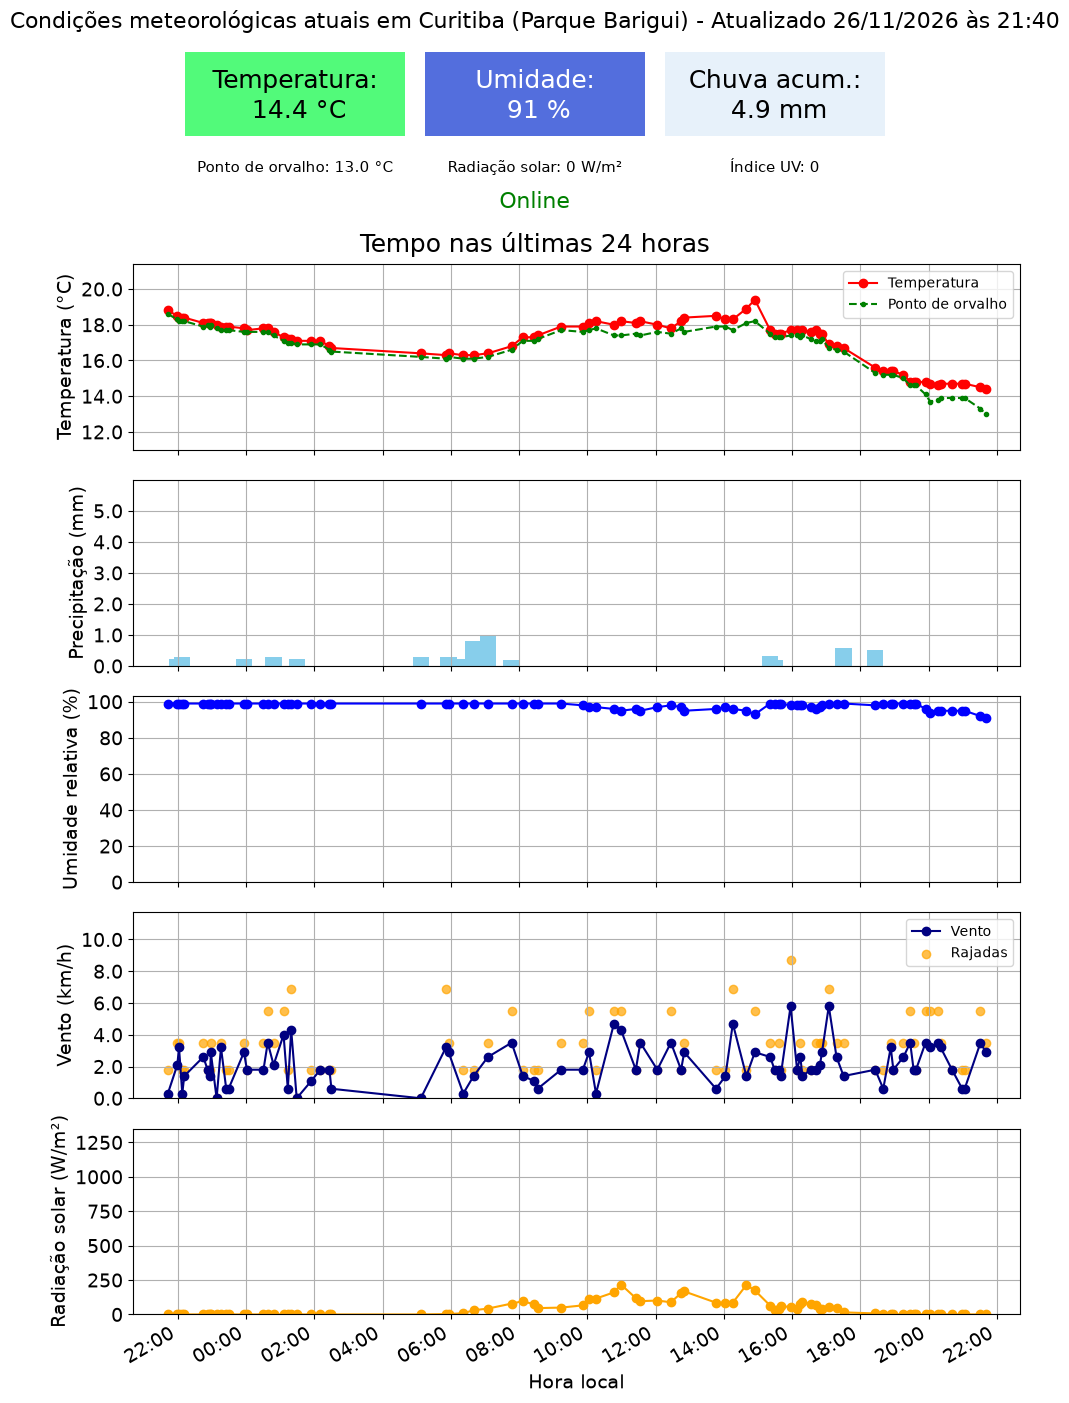 Condições meteorológicas atuais em Curitiba (Parque Barigui) - Atualizado 26/11/2026 às 21:40
Temperatura:
14.4 °C
Umidade:
91 %
Chuva acum.:
4.9 mm
Ponto de orvalho: 13.0 °C
Radiação solar: 0 W/m²
Índice UV: 0
Online
Tempo nas últimas 24 horas
Temperatura (°C)
20.0
18.0
16.0
14.0
12.0
Temperatura
Ponto de orvalho
Precipitação (mm)
5.0
4.0
3.0
2.0
1.0
0.0
Umidade relativa (%)
100
80
60
40
20
0
Vento (km/h)
10.0
8.0
6.0
4.0
2.0
0.0
Vento
Rajadas
Radiação solar (W/m²)
1250
1000
750
500
250
0
22:00
00:00
02:00
04:00
06:00
08:00
10:00
12:00
14:00
16:00
18:00
20:00
22:00
Hora local